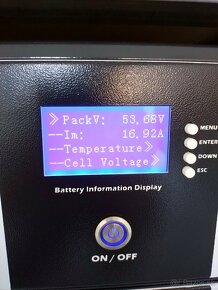 ≫PackV: 53,68V
--Im: 16,92A
--Temperature≫
--Cell Voltage≫
MENU
ENTER
DOWN
ESC
Battery Information Display
ON / OFF